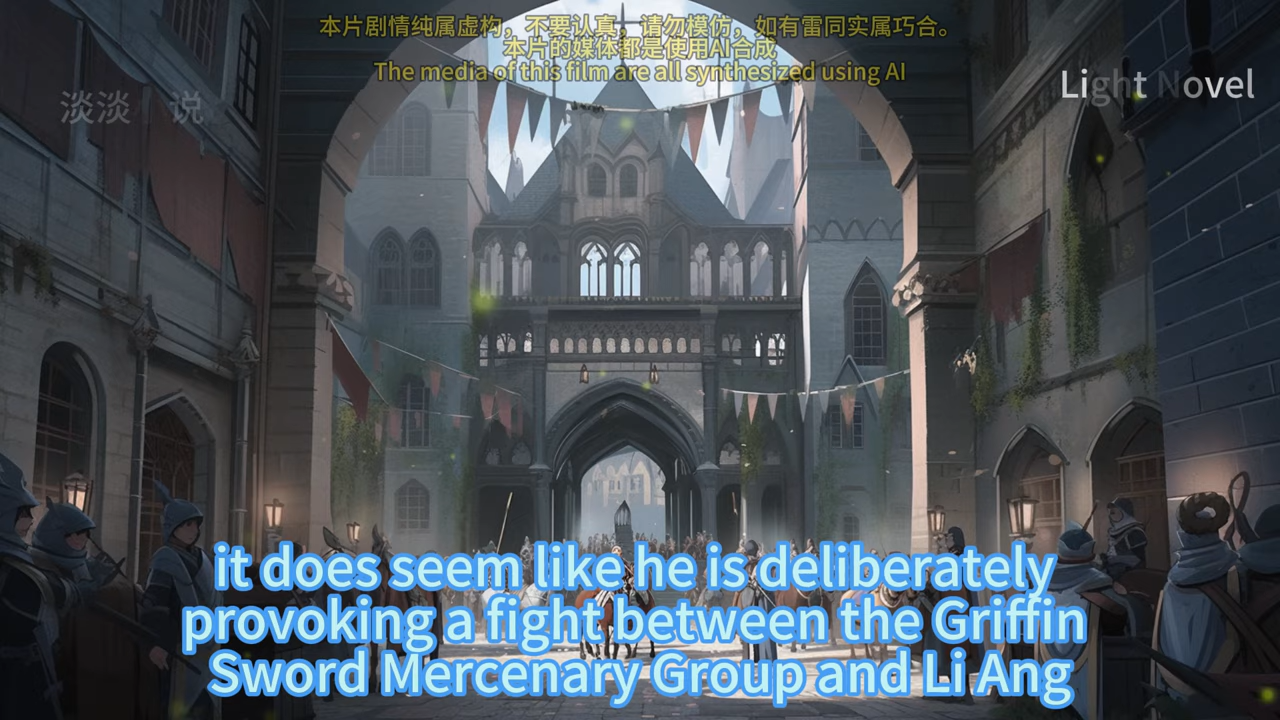 本片剧情纯属虚构，不要认真，请勿模仿，如有雷同实属巧合。
本片的媒体都是使用AI合成
The media of this film are all synthesized using AI
Light Novel
淡淡 说
it does seem like he is deliberately
provoking a fight between the Griffin
Sword Mercenary Group and Li Ang